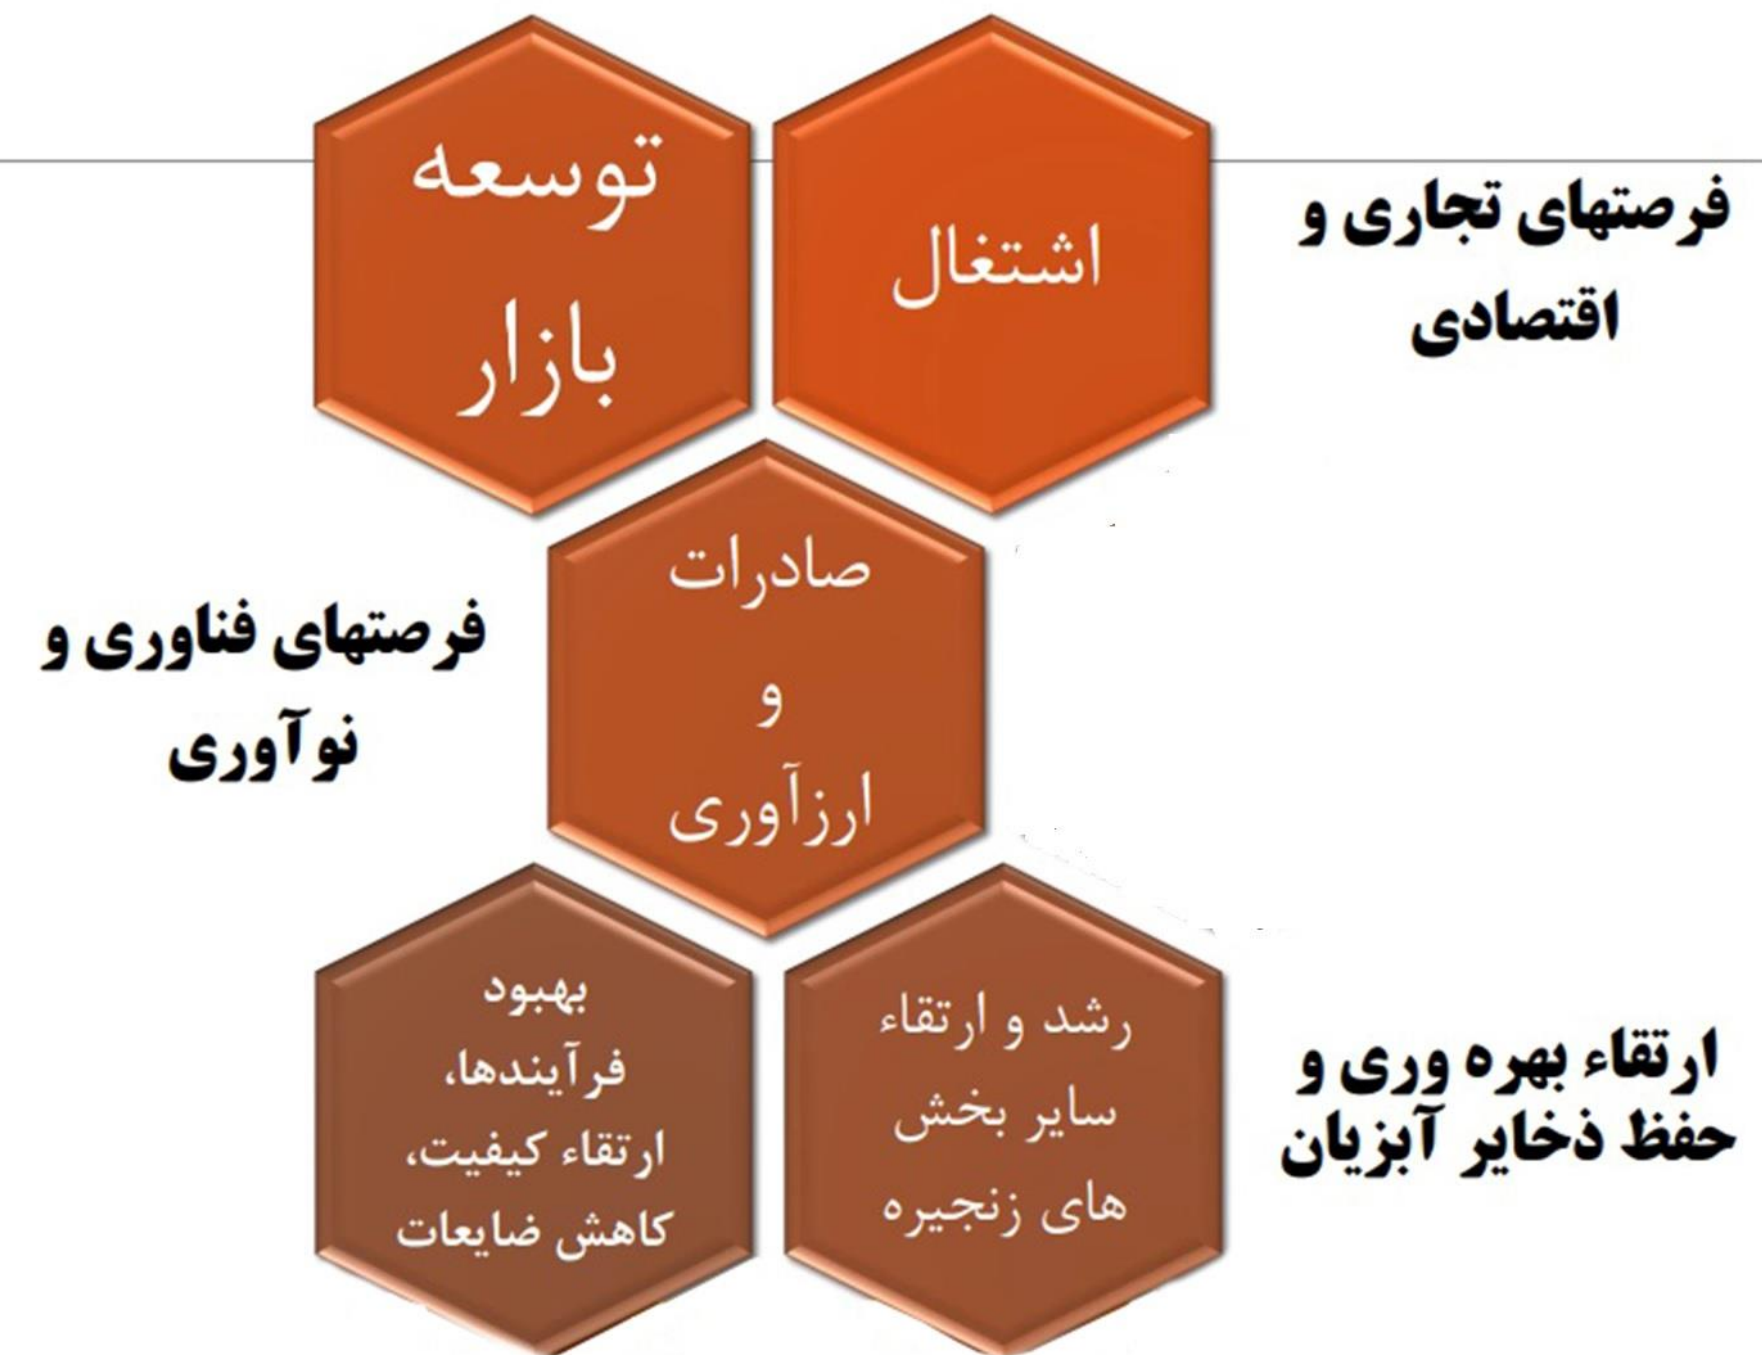 فرصتهای تجاری و
اقتصادی
اشتغال
توسعه
بازار
صادرات
و
ارزآوری
فرصتهای فناوری و
نوآوری
ارتقاء بهره وری و
حفظ ذخایر آبزیان
رشد و ارتقاء
سایر بخش
های زنجیره
بهبود
فرآیندها،
ارتقاء کیفیت،
کاهش ضایعات